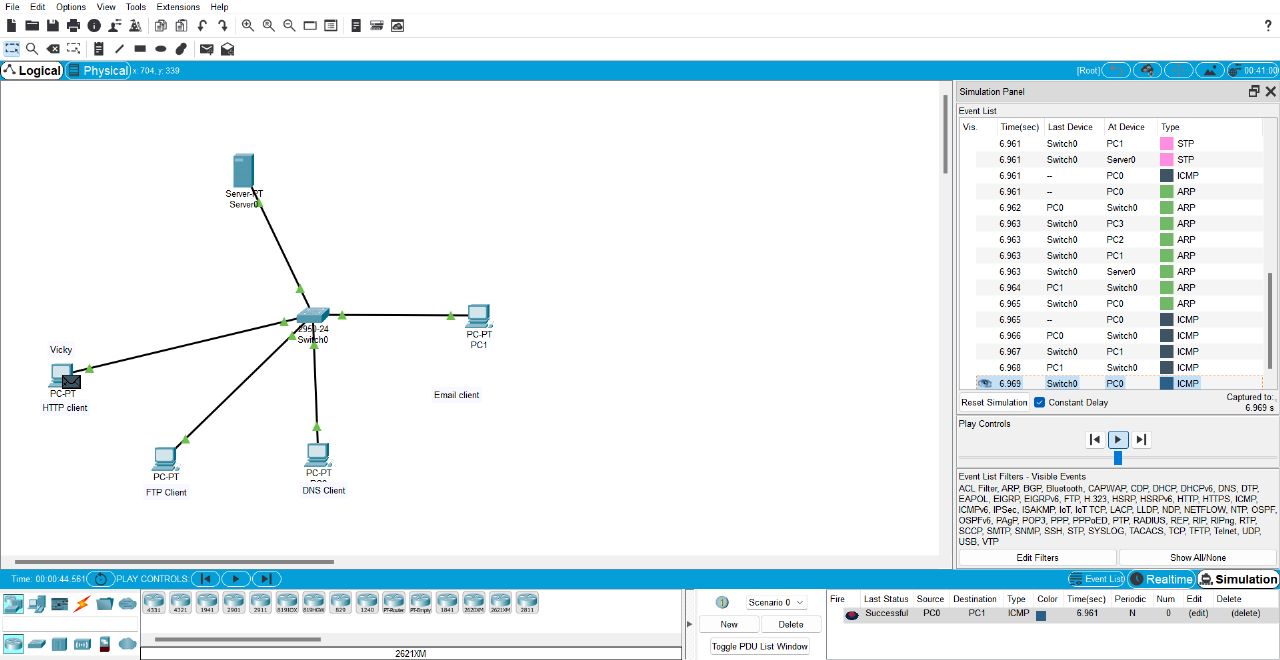 File Edit Options View Tools Extensions Help
?
Logical Physical x: 704, y: 339 [Root] 00:41:00
Simulation Panel
Event List
Vis. Time(sec) Last Device At Device Type
6.961 Switch0 PC1 STP
6.961 Switch0 Server0 STP
6.961 -- PC0 ICMP
6.961 -- PC0 ARP
6.962 PC0 Switch0 ARP
6.963 Switch0 PC3 ARP
6.963 Switch0 PC2 ARP
6.963 Switch0 PC1 ARP
6.963 Switch0 Server0 ARP
6.964 PC1 Switch0 ARP
6.965 Switch0 PC0 ARP
6.965 -- PC0 ICMP
6.966 PC0 Switch0 ICMP
6.967 Switch0 PC1 ICMP
6.968 PC1 Switch0 ICMP
6.969 Switch0 PC0 ICMP
Reset Simulation Constant Delay Captured to:
6.969 s
Play Controls
Event List Filters - Visible Events
ACL Filter, ARP, BGP, Bluetooth, CAPWAP, CDP, DHCP, DHCPv6, DNS, DTP,
EAPOL, EIGRP, EIGRPv6, FTP, H.323, HSRP, HSRPv6, HTTP, HTTPS, ICMP,
ICMPv6, IPSec, ISAKMP, IoT, IoT TCP, LACP, LLDP, NDP, NETFLOW, NTP, OSPF,
OSPFv6, PAgP, POP3, PPP, PPPoED, PTP, RADIUS, REP, RIP, RIPng, RTP,
SCCP, SMTP, SNMP, SSH, STP, SYSLOG, TACACS, TCP, TFTP, Telnet, UDP,
USB, VTP
Edit Filters Show All/None
Server-PT
Server0
2950-24
Switch0
PC-PT
PC1
Email client
Vicky
PC-PT
HTTP client
PC-PT
FTP Client
PC-PT
DNS Client
Time: 00:00:44.561 PLAY CONTROLS: Event List Realtime Simulation
4331 4321 1941 2901 2911 819IOX 819HGW 829 1240 PT-Router PT-Empty 1841 2620XM 2621XM 2811
2621XM
Scenario 0
New Delete
Toggle PDU List Window
Fire Last Status Source Destination Type Color Time(sec) Periodic Num Edit Delete
Successful PC0 PC1 ICMP 6.961 N 0 (edit) (delete)